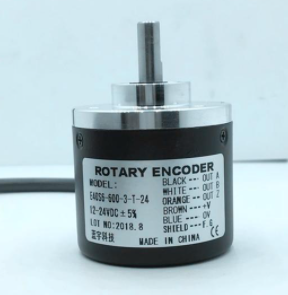 ROTARY ENCODER
MODEL:
E40S6-600-3-T-24
12-24VDC ± 5%
LOT NO:2018.8
BLACK --- OUT A
WHITE --- OUT B
ORANGE -- OUT Z
BROWN --- +V
BLUE --- 0V
SHIELD --- F.G
MADE IN CHINA CE